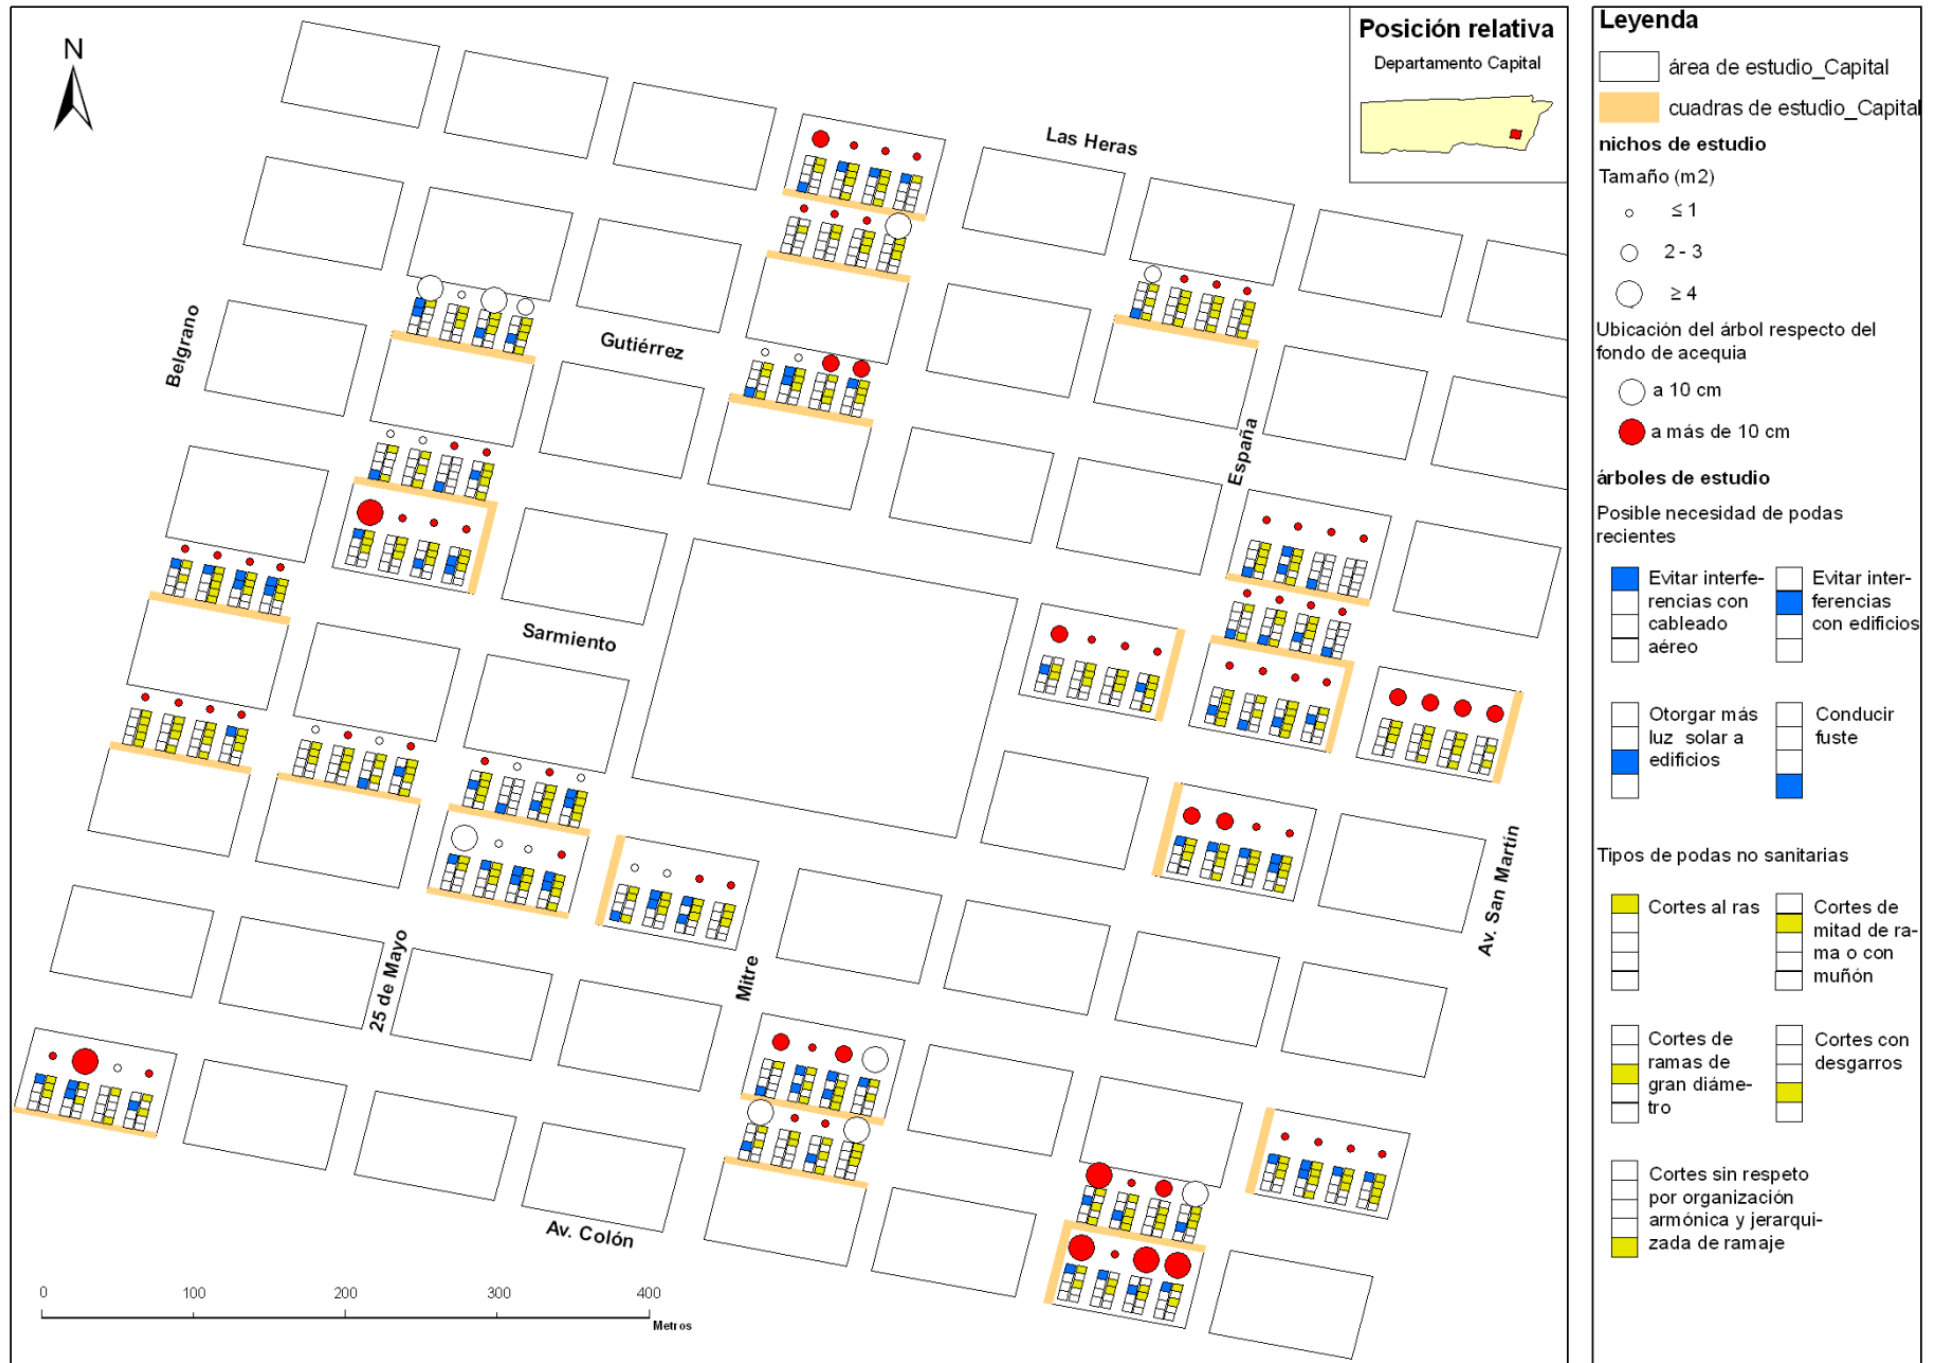 N
Posición relativa
Departamento Capital
Las Heras
Belgrano
Gutiérrez
España
Sarmiento
25 de Mayo
Mitre
Av. San Martín
Av. Colón
0
100
200
300
400
Metros
Leyenda
área de estudio_Capital
cuadras de estudio_Capital
nichos de estudio
Tamaño (m2)
≤ 1
2 - 3
≥ 4
Ubicación del árbol respecto del
fondo de acequia
a 10 cm
a más de 10 cm
árboles de estudio
Posible necesidad de podas
recientes
Evitar interfe-
rencias con
cableado
aéreo
Evitar inter-
ferencias
con edificios
Otorgar más
luz solar a
edificios
Conducir
fuste
Tipos de podas no sanitarias
Cortes al ras
Cortes de
mitad de ra-
ma o con
muñón
Cortes de
ramas de
gran diáme-
tro
Cortes con
desgarros
Cortes sin respeto
por organización
armónica y jerarqui-
zada de ramaje